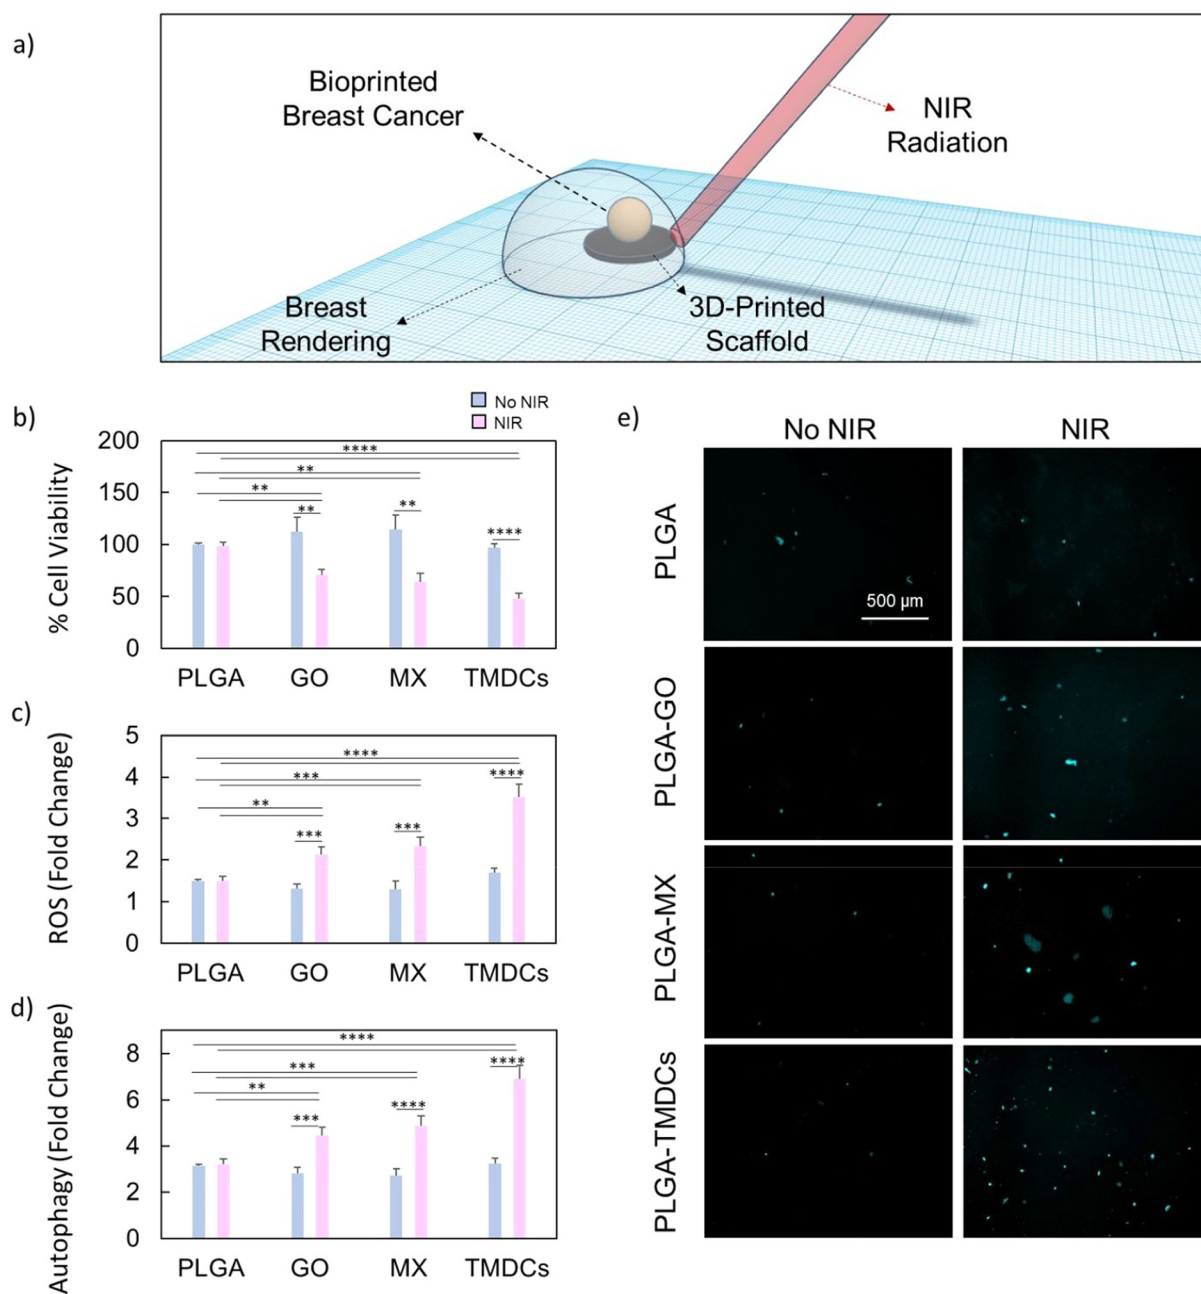 a)
Bioprinted
Breast Cancer
NIR
Radiation
Breast
Rendering
3D-Printed
Scaffold
b)
No NIR
NIR
% Cell Viability
200
150
100
50
0
****
**
**
**
**
****
PLGA GO MX TMDCs
c)
ROS (Fold Change)
5
4
3
2
1
0
****
***
**
***
***
****
PLGA GO MX TMDCs
d)
Autophagy (Fold Change)
8
6
4
2
0
****
***
**
***
****
****
PLGA GO MX TMDCs
e)
No NIR NIR
PLGA
500 µm
PLGA-GO
PLGA-MX
PLGA-TMDCs